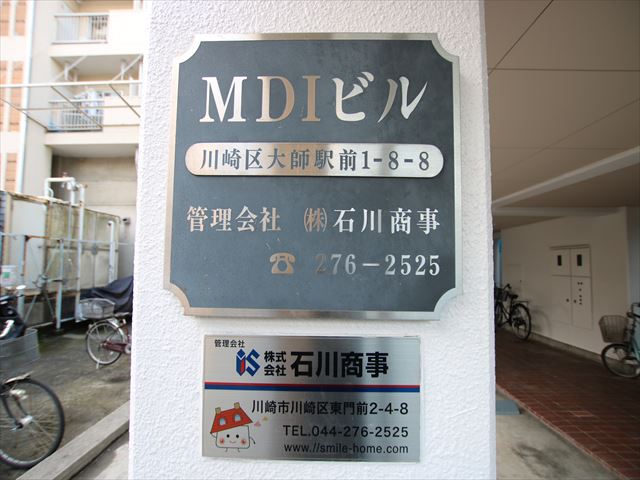 MDIビル
川崎区大師駅前1-8-8
管理会社 ㈱石川商事
☎ 276-2525
管理会社
iS 株式会社 石川商事
川崎市川崎区東門前2-4-8
TEL.044-276-2525
www.//smile-home.com